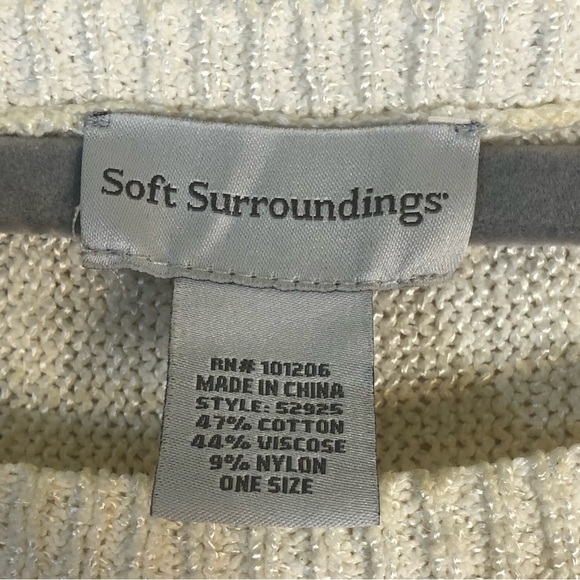 Soft Surroundings
RN# 101206
MADE IN CHINA
STYLE: 52925
47% COTTON
44% VISCOSE
9% NYLON
ONE SIZE